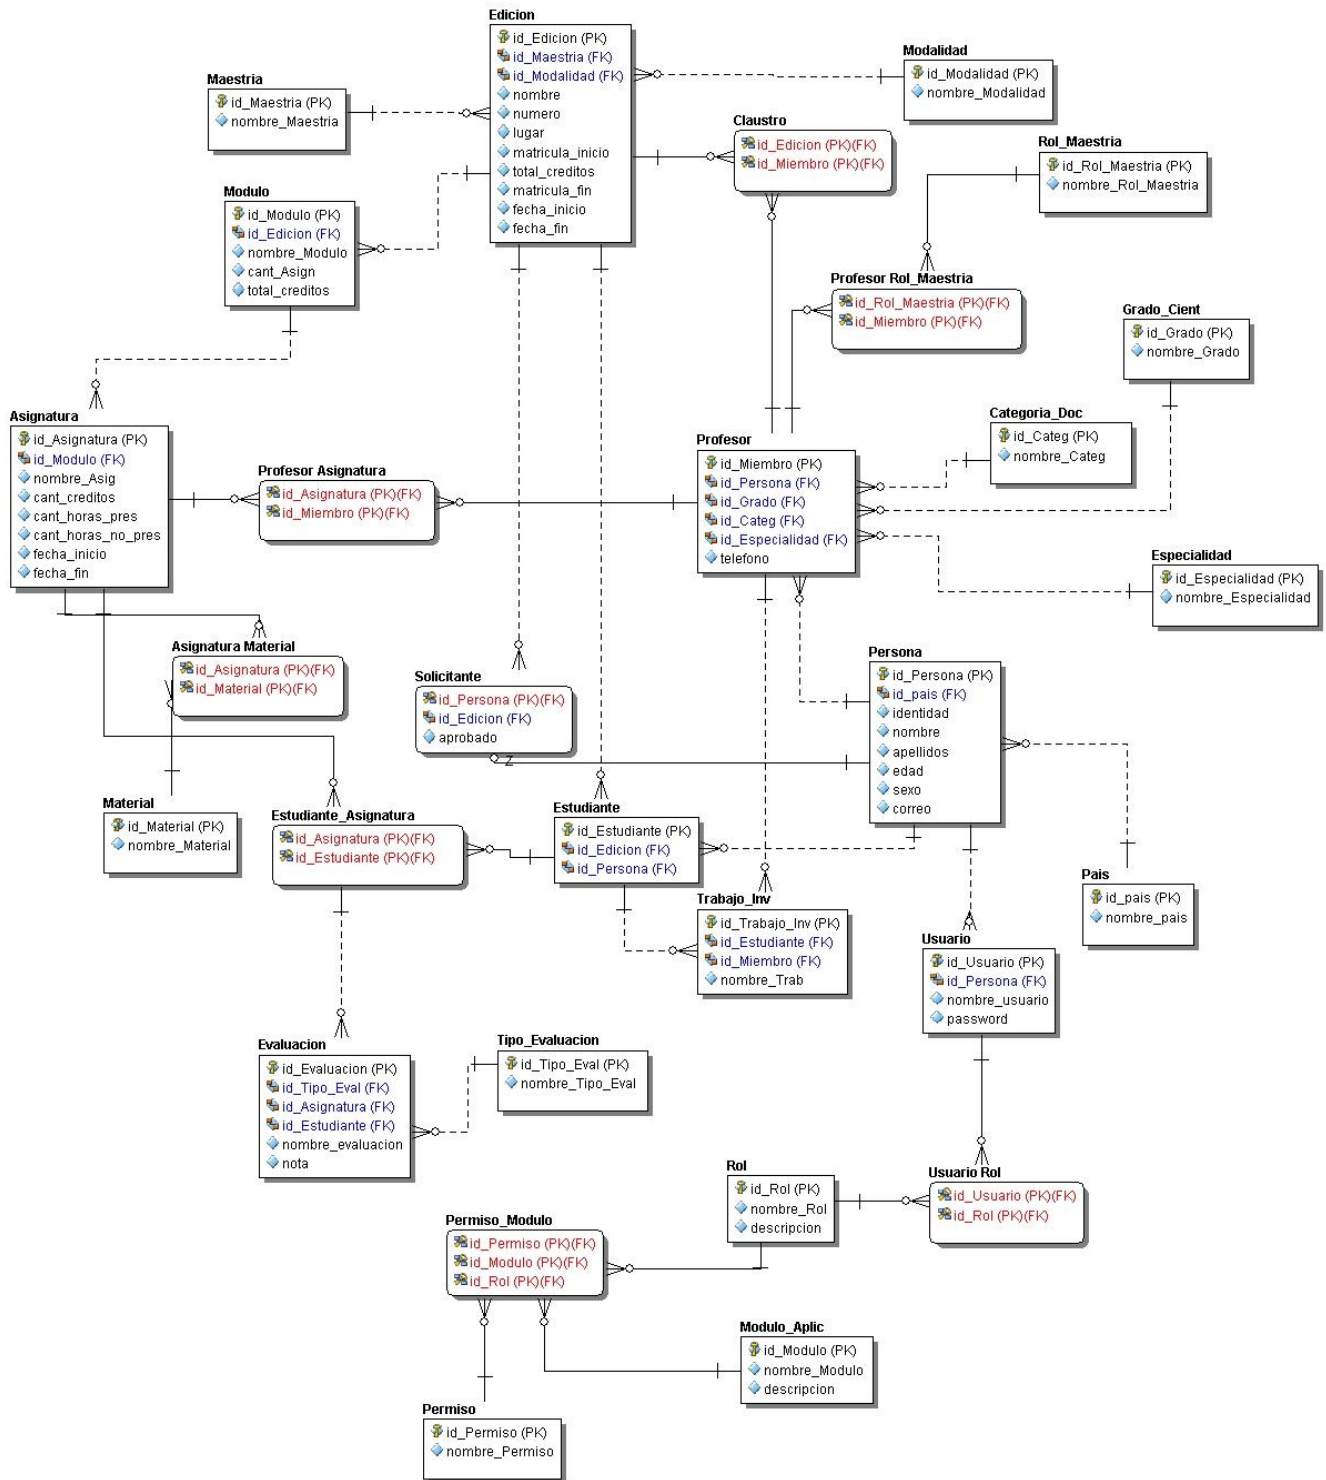 Edicion
id_Edicion (PK)
id_Maestria (FK)
id_Modalidad (FK)
nombre
numero
lugar
matricula_inicio
total_creditos
matricula_fin
fecha_inicio
fecha_fin
Modalidad
id_Modalidad (PK)
nombre_Modalidad
Maestria
id_Maestria (PK)
nombre_Maestria
Claustro
id_Edicion (PK)(FK)
id_Miembro (PK)(FK)
Rol_Maestria
id_Rol_Maestria (PK)
nombre_Rol_Maestria
Modulo
id_Modulo (PK)
id_Edicion (FK)
nombre_Modulo
cant_Asign
total_creditos
Profesor Rol_Maestria
id_Rol_Maestria (PK)(FK)
id_Miembro (PK)(FK)
Grado_Cient
id_Grado (PK)
nombre_Grado
Asignatura
id_Asignatura (PK)
id_Modulo (FK)
nombre_Asig
cant_creditos
cant_horas_pres
cant_horas_no_pres
fecha_inicio
fecha_fin
Profesor Asignatura
id_Asignatura (PK)(FK)
id_Miembro (PK)(FK)
Profesor
id_Miembro (PK)
id_Persona (FK)
id_Grado (FK)
id_Categ (FK)
id_Especialidad (FK)
telefono
Categoria_Doc
id_Categ (PK)
nombre_Categ
Especialidad
id_Especialidad (PK)
nombre_Especialidad
Asignatura Material
id_Asignatura (PK)(FK)
id_Material (PK)(FK)
Solicitante
id_Persona (PK)(FK)
id_Edicion (FK)
aprobado
Z
Persona
id_Persona (PK)
id_pais (FK)
identidad
nombre
apellidos
edad
sexo
correo
Material
id_Material (PK)
nombre_Material
Estudiante_Asignatura
id_Asignatura (PK)(FK)
id_Estudiante (PK)(FK)
Estudiante
id_Estudiante (PK)
id_Edicion (FK)
id_Persona (FK)
Trabajo_Inv
id_Trabajo_Inv (PK)
id_Estudiante (FK)
id_Miembro (FK)
nombre_Trab
Pais
id_pais (PK)
nombre_pais
Usuario
id_Usuario (PK)
id_Persona (FK)
nombre_usuario
password
Evaluacion
id_Evaluacion (PK)
id_Tipo_Eval (FK)
id_Asignatura (FK)
id_Estudiante (FK)
nombre_evaluacion
nota
Tipo_Evaluacion
id_Tipo_Eval (PK)
nombre_Tipo_Eval
Rol
id_Rol (PK)
nombre_Rol
descripcion
Usuario Rol
id_Usuario (PK)(FK)
id_Rol (PK)(FK)
Permiso_Modulo
id_Permiso (PK)(FK)
id_Modulo (PK)(FK)
id_Rol (PK)(FK)
Modulo_Aplic
id_Modulo (PK)
nombre_Modulo
descripcion
Permiso
id_Permiso (PK)
nombre_Permiso